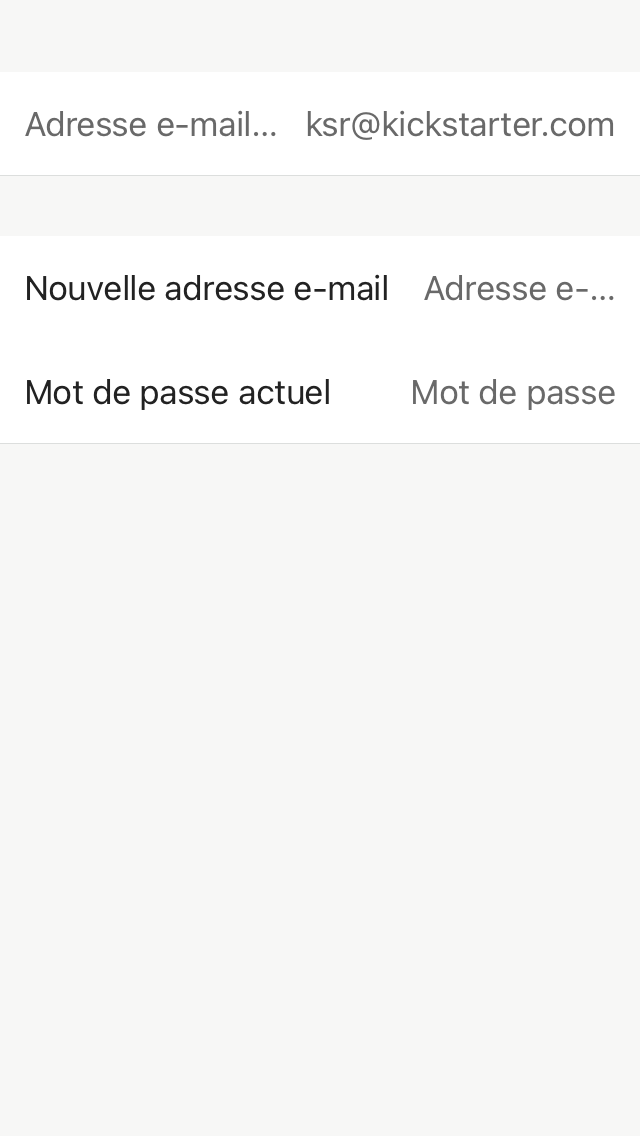 Adresse e-mail... ksr@kickstarter.com
Nouvelle adresse e-mail Adresse e-...
Mot de passe actuel Mot de passe